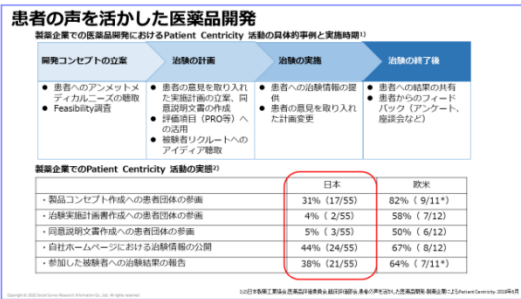 患者の声を活かした医薬品開発
製薬企業での医薬品開発におけるPatient Centricity 活動の具体的事例と実施時期1)
開発コンセプトの立案
治験の計画
治験の実施
治験の終了後
● 患者へのアンメットメ
ディカルニーズの聴取
● Feasibility調査
● 患者の意見を取り入れ
た実施計画の立案、同
意説明文書の作成
● 評価項目（PRO等）へ
の活用
● 被験者リクルートへの
アイディア聴取
● 患者への治験情報の提
供
● 患者の意見を取り入れ
た計画変更
● 患者への結果の共有
● 患者からのフィード
バック（アンケート、
座談会など）
製薬企業でのPatient Centricity 活動の実態2)
日本 欧米
・製品コンセプト作成への患者団体の参画 31% (17/55) 82% ( 9/11*)
・治験実施計画書作成への患者団体の参画 4% ( 2/55) 58% ( 7/12)
・同意説明文書作成への患者団体の参画 5% ( 3/55) 50% ( 6/12)
・自社ホームページにおける治験情報の公開 44% (24/55) 67% ( 8/12)
・参加した被験者への治験結果の報告 38% (21/55) 64% ( 7/11*)